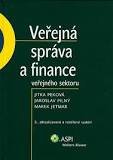 Veřejná
správa
a finance
veřejného sektoru
JITKA PEKOVÁ
JAROSLAV PILNÝ
MAREK JETMAR
3., aktualizované a rozšířené vydání
ASPI
Wolters Kluwer